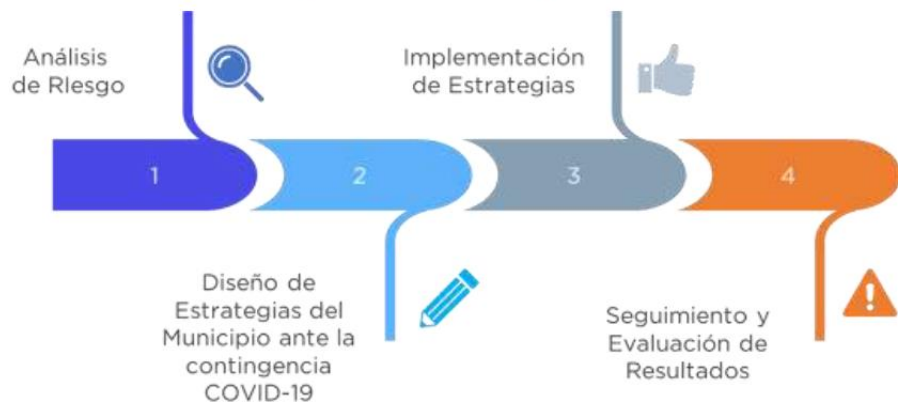 Análisis
de RIesgo
Implementación
de Estrategias
1
2
3
4
Diseño de
Estrategias del
Municipio ante la
contingencia
COVID-19
Seguimiento y
Evaluación de
Resultados